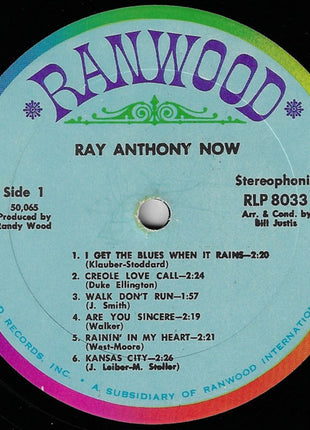 RANWOOD
RAY ANTHONY NOW
Side 1
50,065
Produced by
Randy Wood
Stereophoni
RLP 8033
Arr. & Cond. by
Bill Justis
1. I GET THE BLUES WHEN IT RAINS—2:20
(Klauber-Stoddard)
2. CREOLE LOVE CALL—2:24
(Duke Ellington)
3. WALK DON'T RUN—1:57
(J. Smith)
4. ARE YOU SINCERE—2:19
(Walker)
5. RAININ' IN MY HEART—2:21
(West-Moore)
6. KANSAS CITY—2:26
(J. Leiber-M. Stoller)
D RECORDS, INC. • A SUBSIDIARY OF RANWOOD INTERNATION